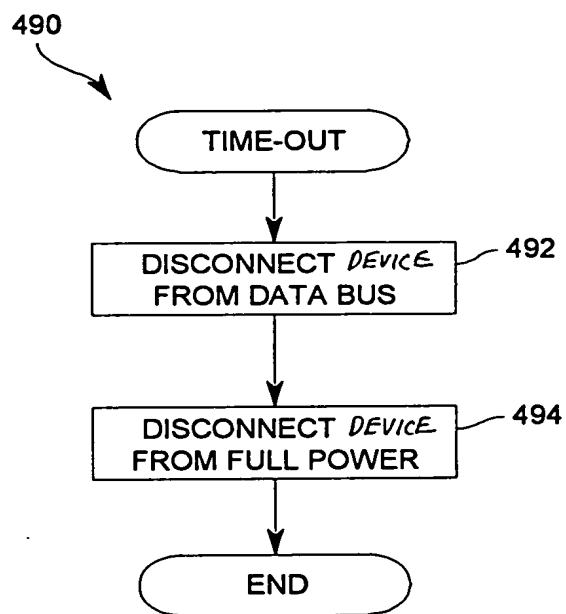 490
TIME-OUT
DISCONNECT DEVICE
FROM DATA BUS
492
DISCONNECT DEVICE
FROM FULL POWER
494
END